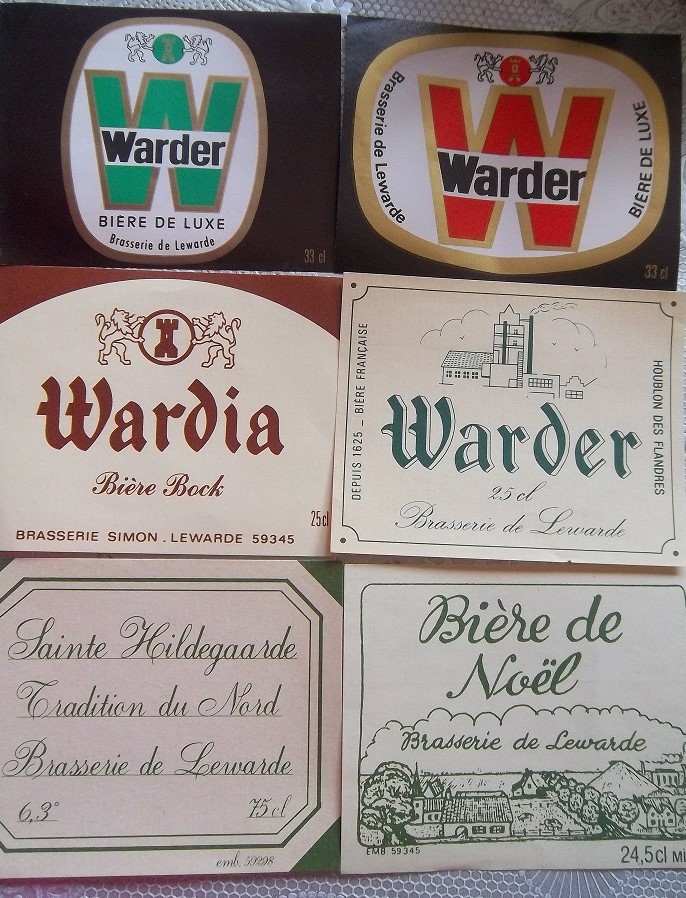 W
Warder
BIÈRE DE LUXE
Brasserie de Lewarde
33 cl
W
Brasserie de Lewarde
Warder
BIÈRE DE LUXE
33 cl
Wardia
Bière Bock
25cl
BRASSERIE SIMON . LEWARDE 59345
DEPUIS 1625 - BIÈRE FRANÇAISE
HOUBLON DES FLANDRES
Warder
25 cl
Brasserie de Lewarde
Sainte Hildegaarde
Tradition du Nord
Brasserie de Lewarde
6,3° 75 cl
emb. 59298
Bière de
Noël
Brasserie de Lewarde
EMB 59345
24,5cl Mi